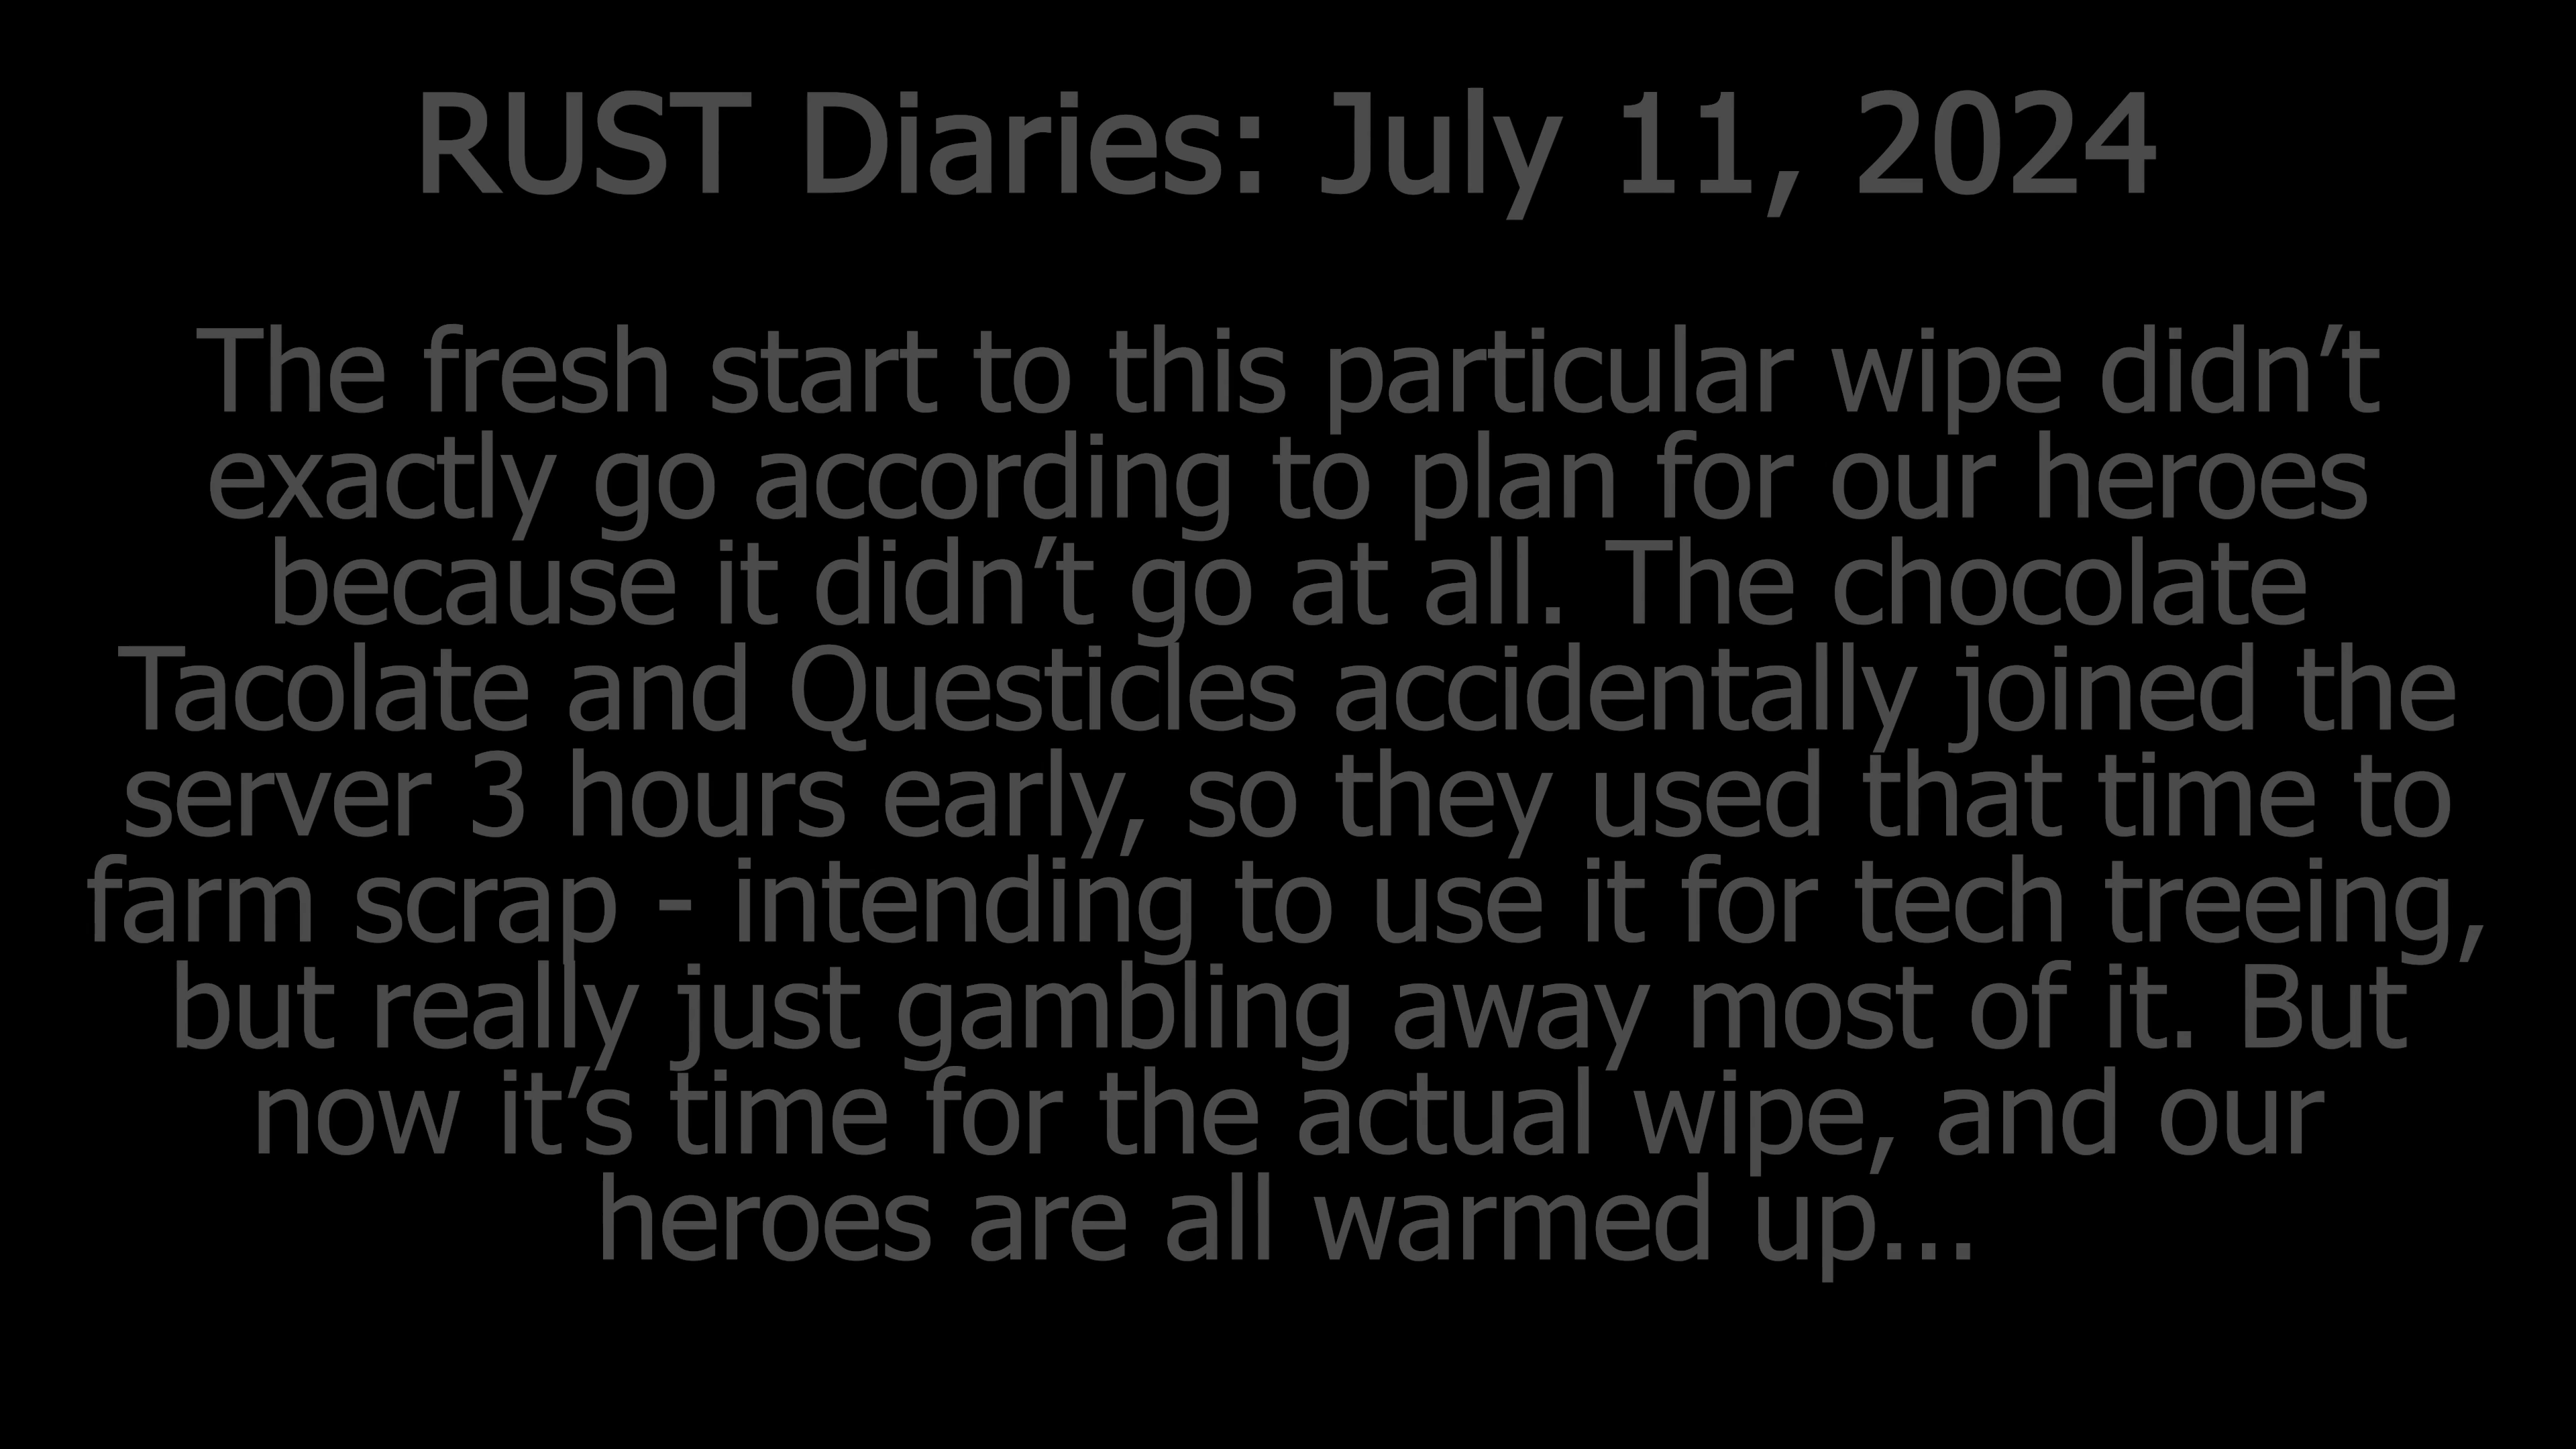 RUST Diaries: July 11, 2024
The fresh start to this particular wipe didn’t
exactly go according to plan for our heroes
because it didn’t go at all. The chocolate
Tacolate and Questicles accidentally joined the
server 3 hours early, so they used that time to
farm scrap - intending to use it for tech treeing,
but really just gambling away most of it. But
now it’s time for the actual wipe, and our
heroes are all warmed up...